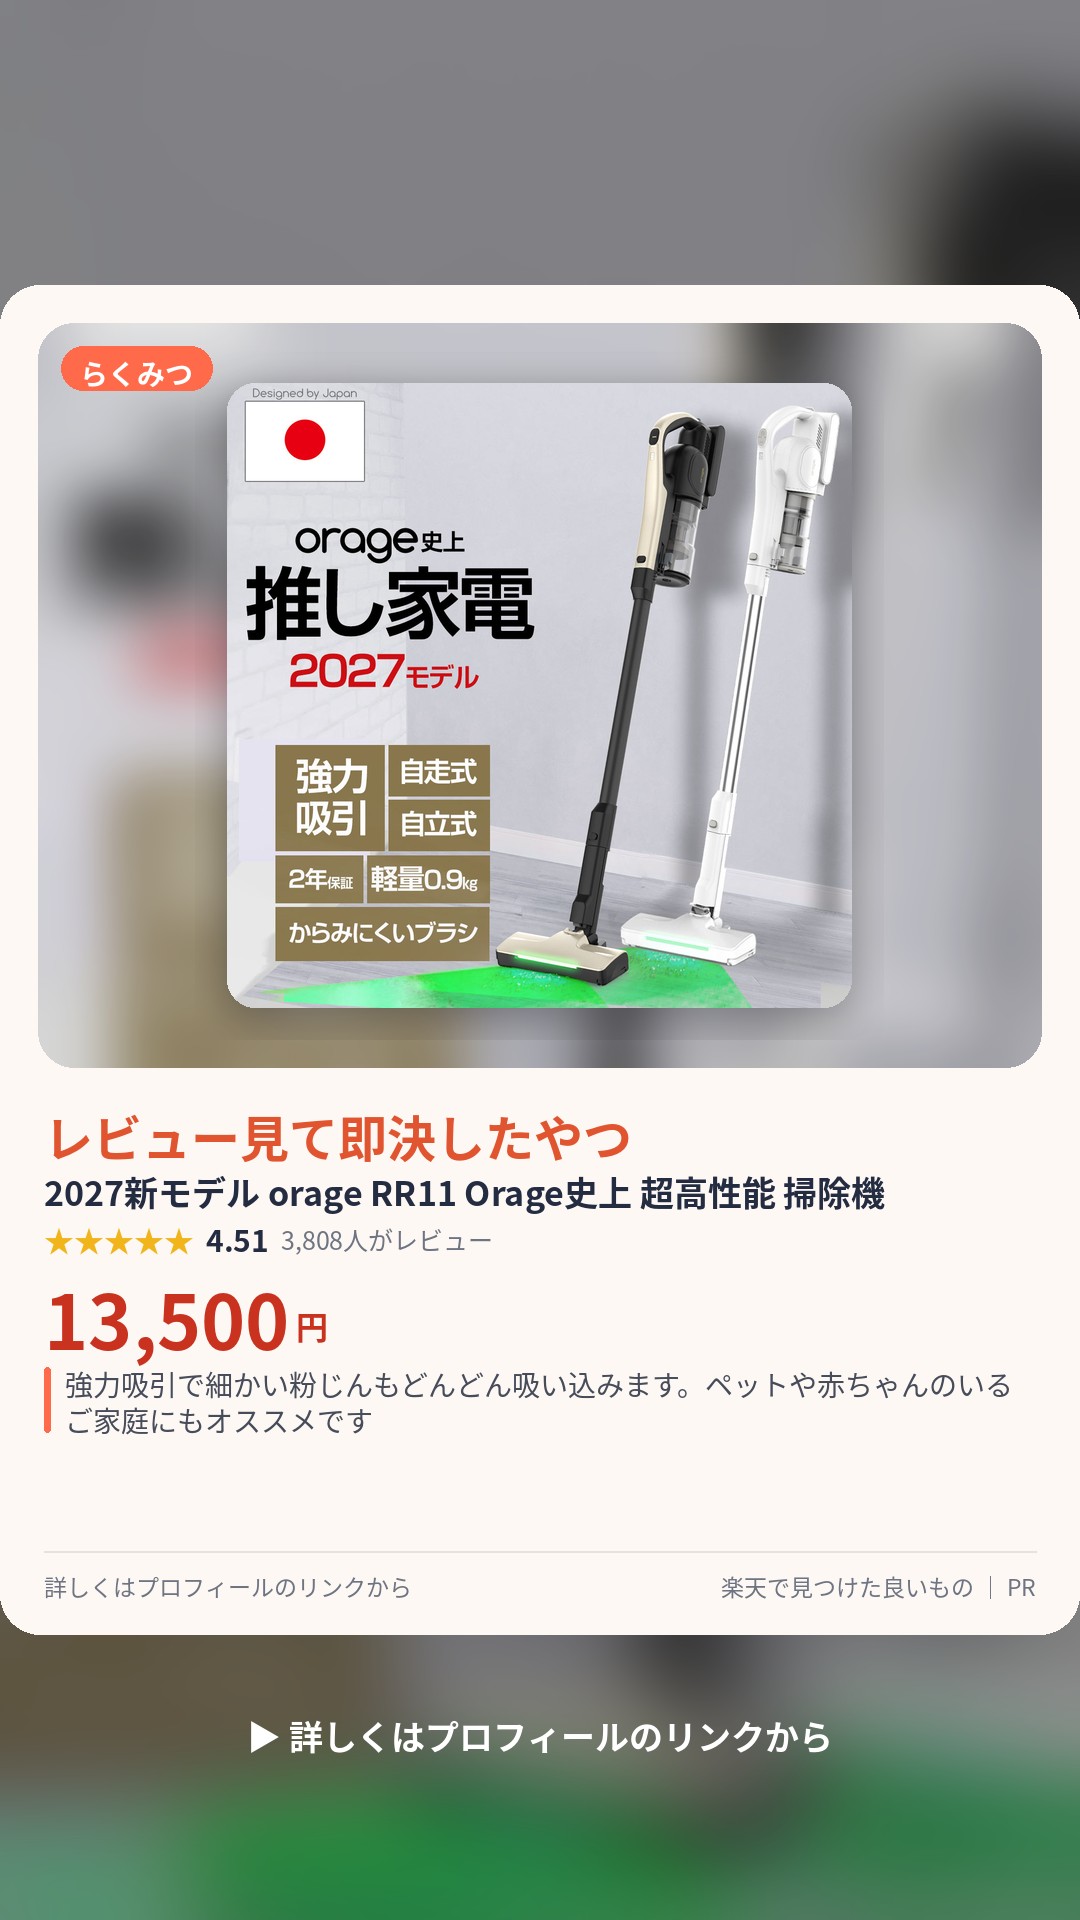 らくみつ
Designed by Japan
orage史上
推し家電
2027モデル
強力
吸引
自走式
自立式
2年保証
軽量0.9kg
からみにくいブラシ
レビュー見て即決したやつ
2027新モデル orage RR11 Orage史上 超高性能 掃除機
★★★★★ 4.51 3,808人がレビュー
13,500円
強力吸引で細かい粉じんもどんどん吸い込みます。ペットや赤ちゃんのいる
ご家庭にもオススメです
詳しくはプロフィールのリンクから
楽天で見つけた良いもの ｜ PR
▶ 詳しくはプロフィールのリンクから